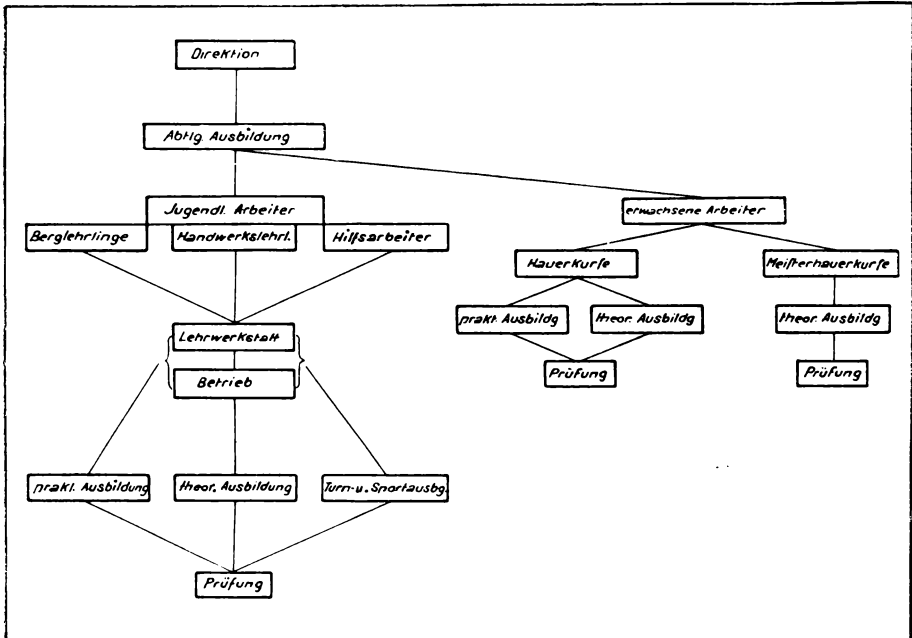 Direktion
Abtlg. Ausbildung
Jugendl. Arbeiter
Berglehrlinge
Handwerkslehrl.
Hilfsarbeiter
Lehrwerkstatt
Betrieb
prakt. Ausbildung
theor. Ausbildung
Turn-u. Sportausbg.
Prüfung
erwachsene Arbeiter
Hauerkurse
Meisterhauerkurse
prakt. Ausbildg
theor. Ausbildg
theor. Ausbildg
Prüfung
Prüfung